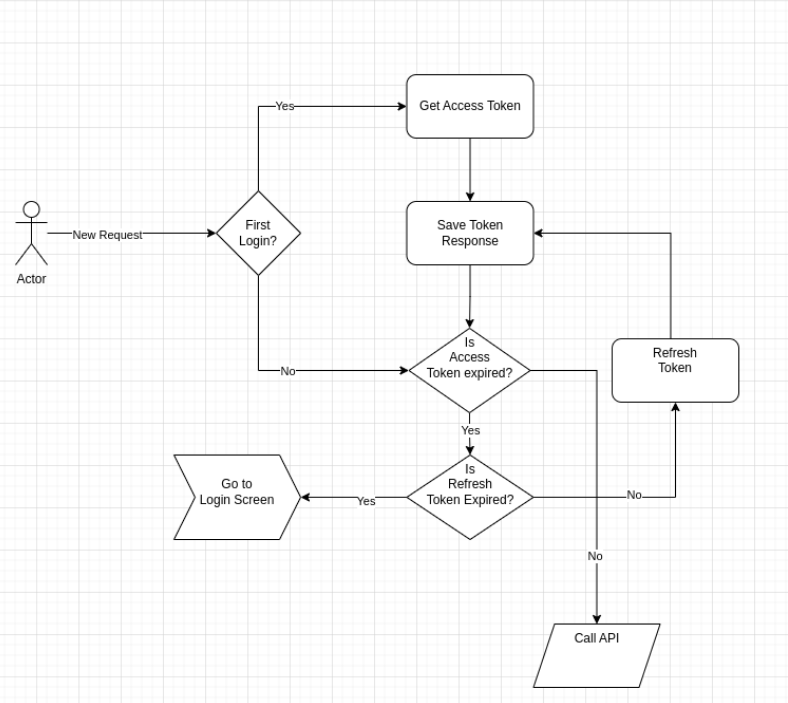 Yes
Get Access Token
New Request
First
Login?
Save Token
Response
Actor
Is
Access
Token expired?
Refresh
Token
No
Yes
Go to
Login Screen
Yes
Is
Refresh
Token Expired?
No
No
Call API